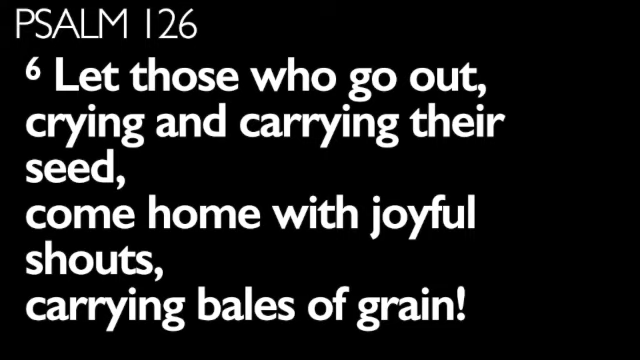 PSALM 126
6 Let those who go out,
crying and carrying their
seed,
come home with joyful
shouts,
carrying bales of grain!